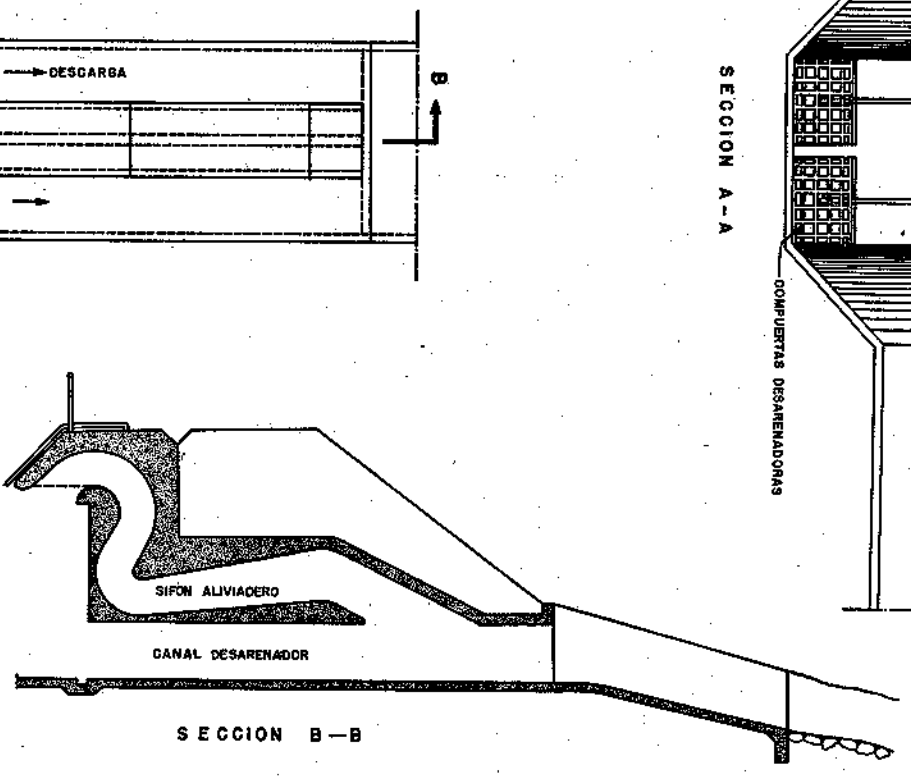 DESCARGA
B
SECCION A-A
COMPUERTAS DESARENADORAS
SIFON ALIVIADERO
CANAL DESARENADOR
SECCION B-B